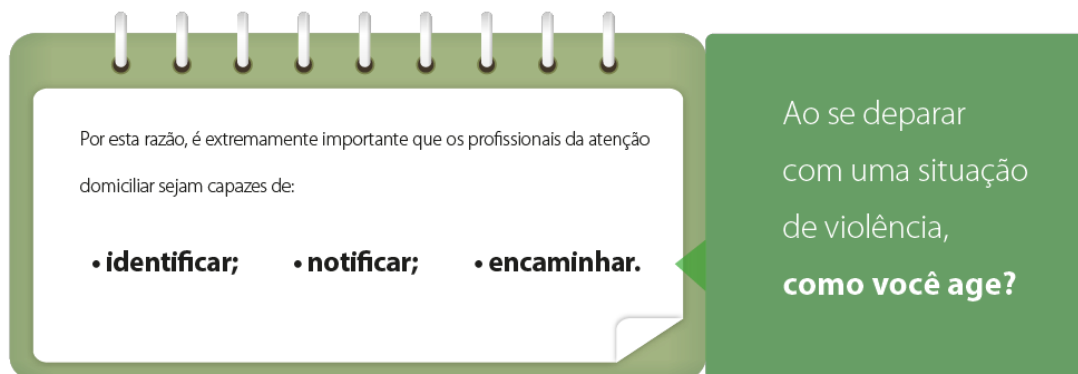 Por esta razão, é extremamente importante que os profissionais da atenção
domiciliar sejam capazes de:
• identificar; • notificar; • encaminhar.
Ao se deparar
com uma situação
de violência,
como você age?